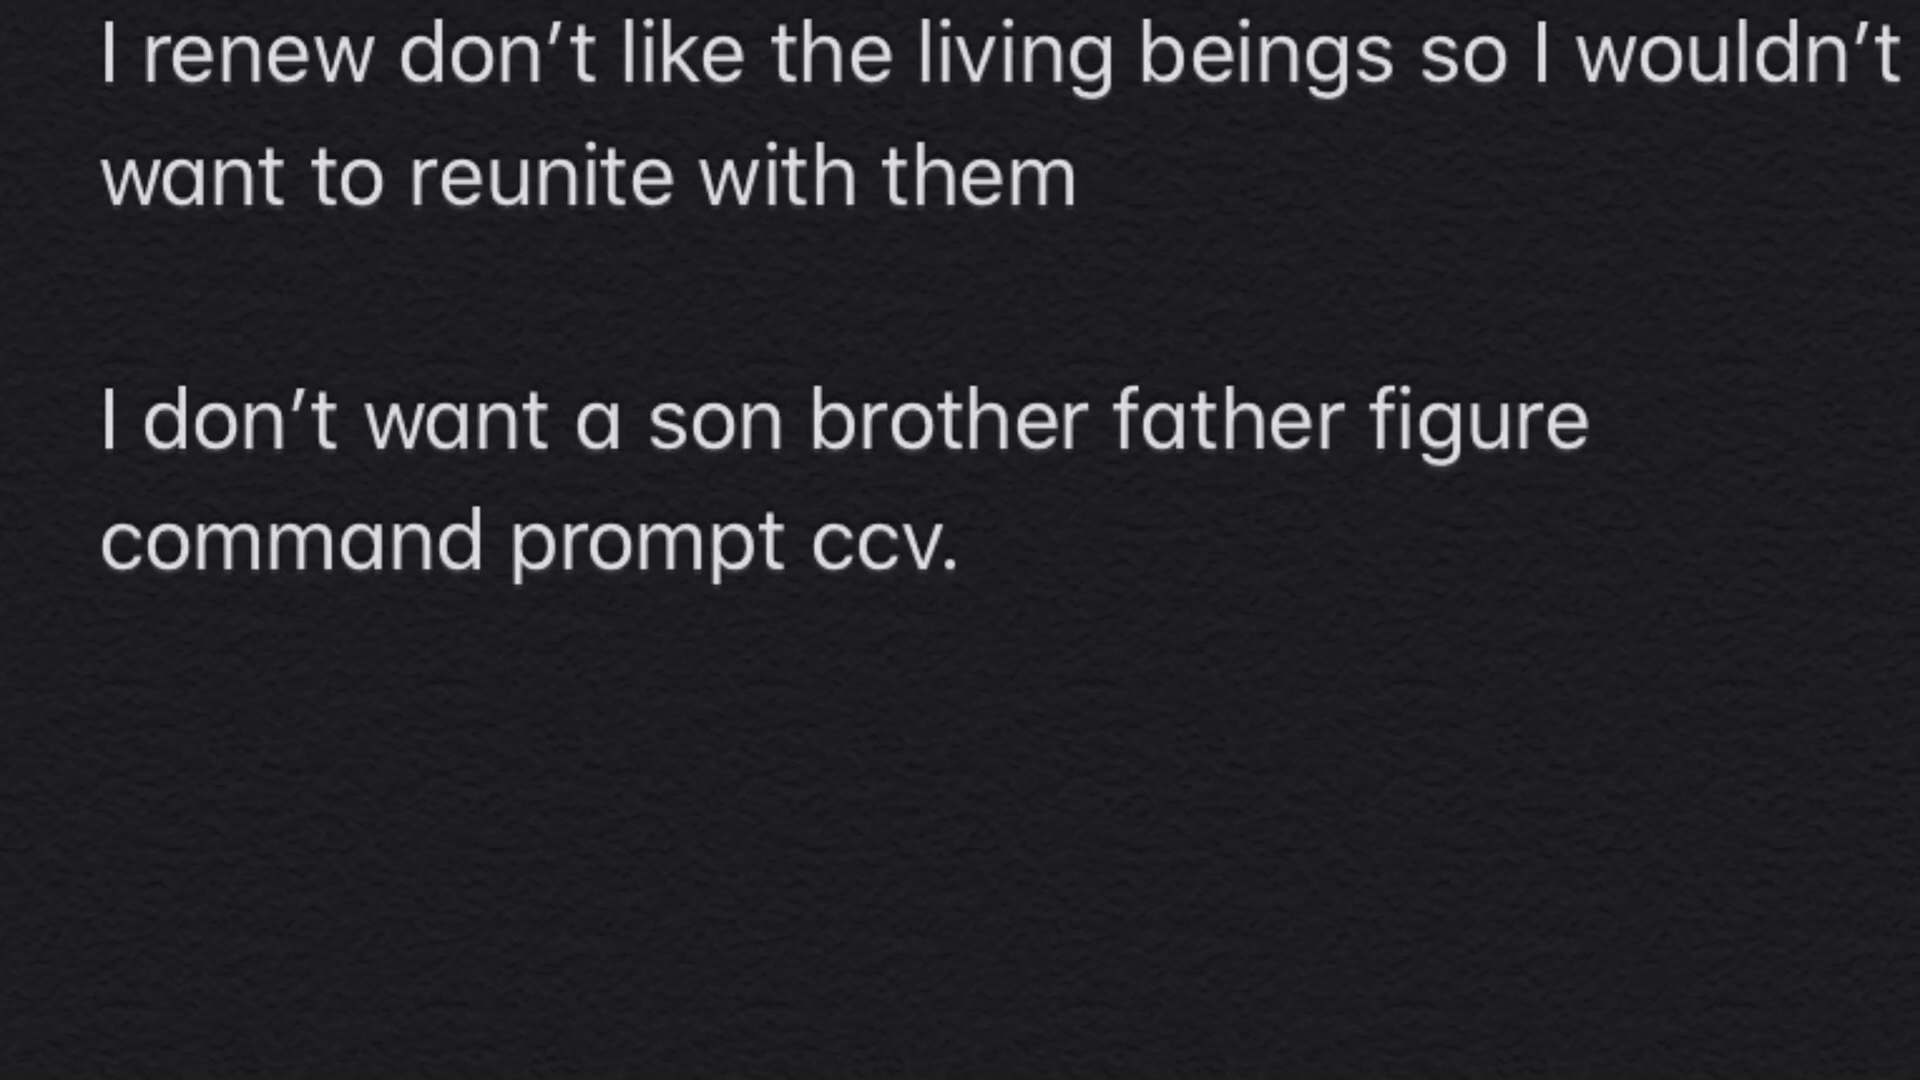 I renew don’t like the living beings so I wouldn’t
want to reunite with them
I don’t want a son brother father figure
command prompt ccv.